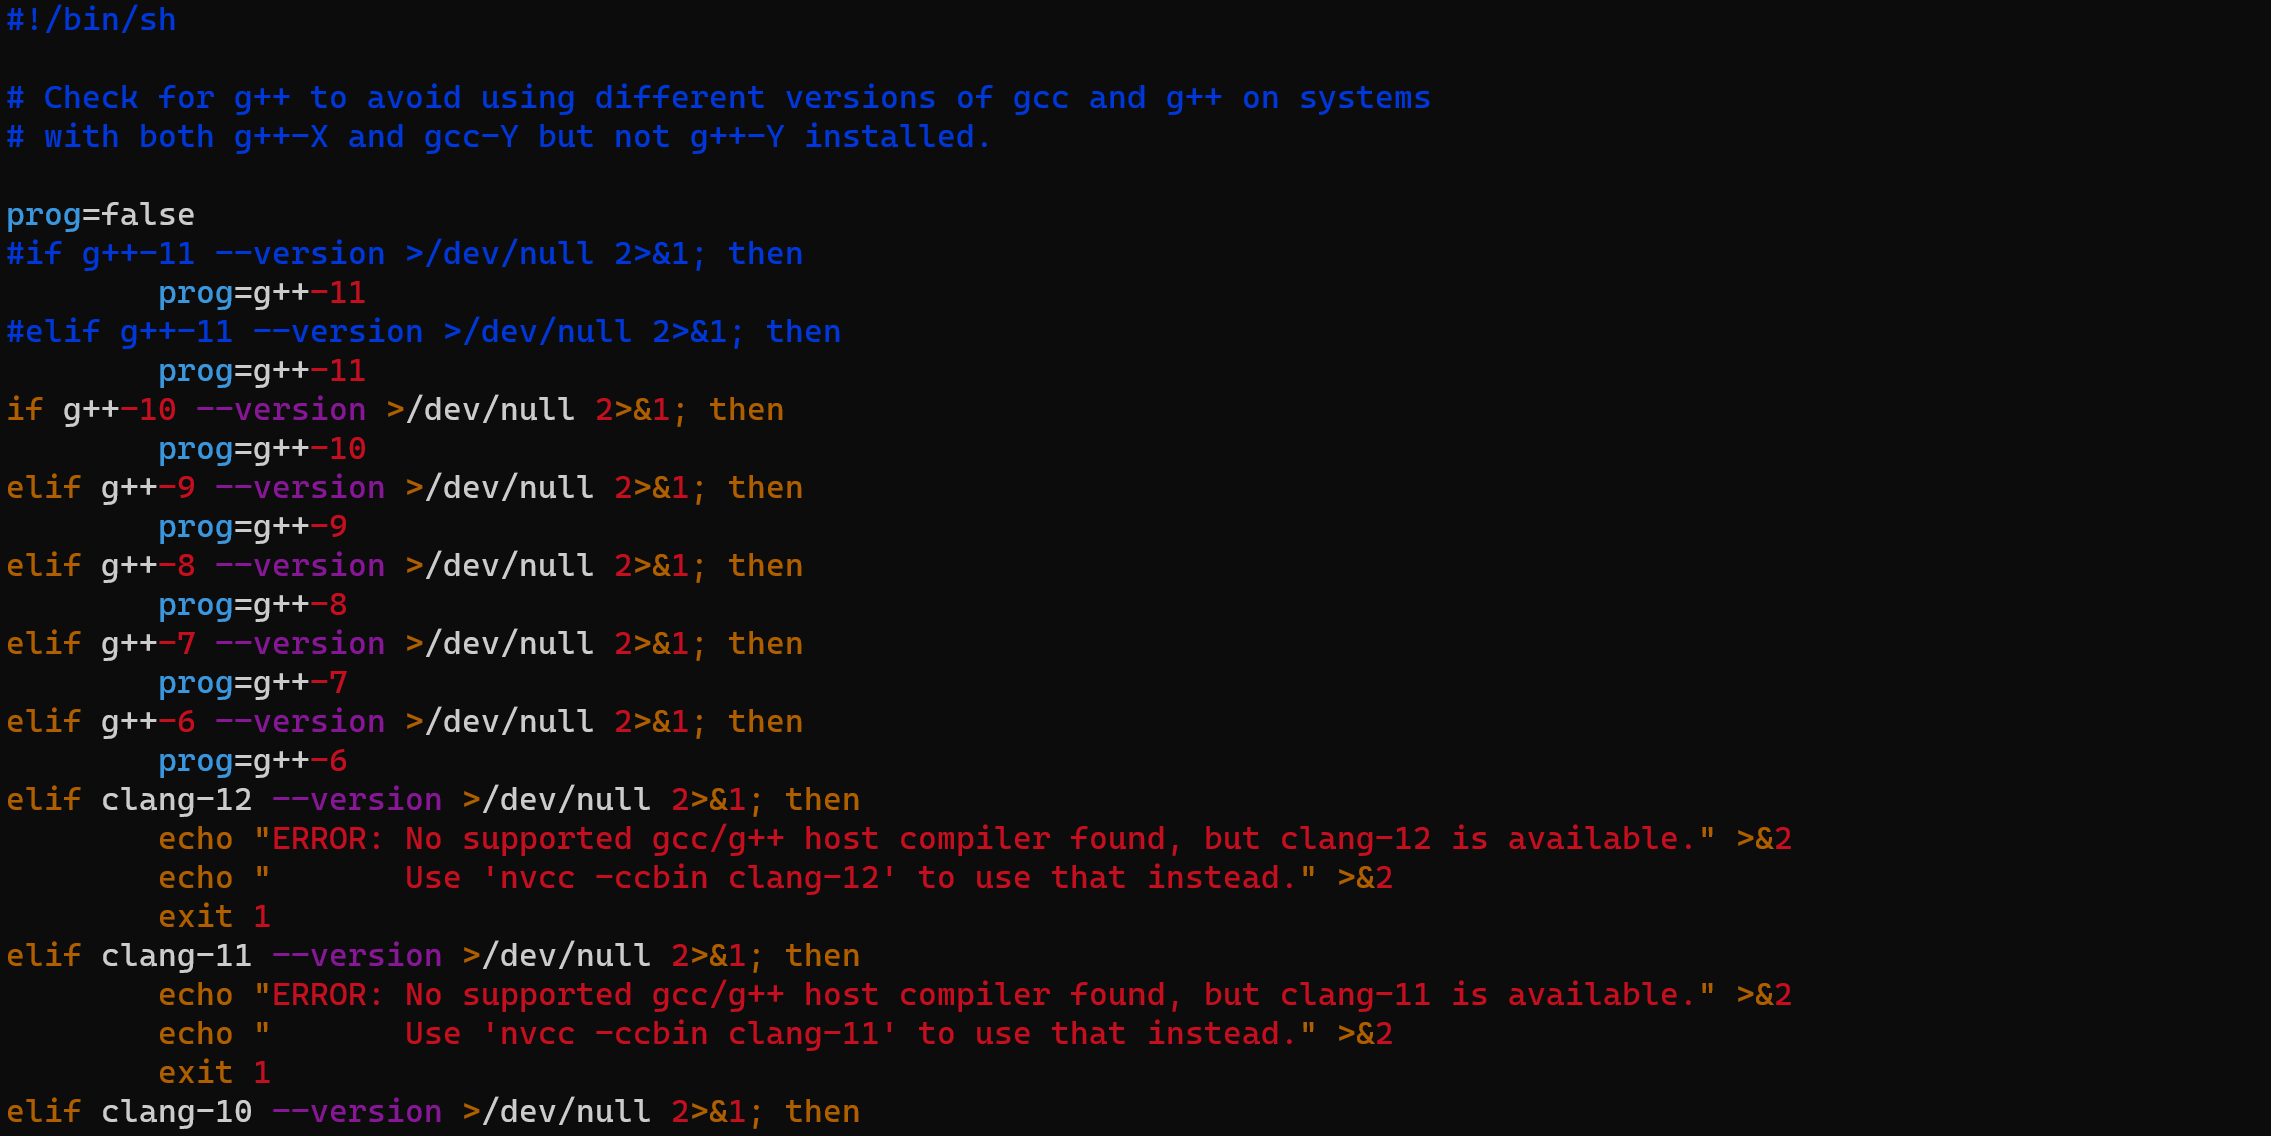 #!/bin/sh
# Check for g++ to avoid using different versions of gcc and g++ on systems
# with both g++-X and gcc-Y but not g++-Y installed.
prog=false
#if g++-11 --version >/dev/null 2>&1; then
        prog=g++-11
#elif g++-11 --version >/dev/null 2>&1; then
        prog=g++-11
if g++-10 --version >/dev/null 2>&1; then
        prog=g++-10
elif g++-9 --version >/dev/null 2>&1; then
        prog=g++-9
elif g++-8 --version >/dev/null 2>&1; then
        prog=g++-8
elif g++-7 --version >/dev/null 2>&1; then
        prog=g++-7
elif g++-6 --version >/dev/null 2>&1; then
        prog=g++-6
elif clang-12 --version >/dev/null 2>&1; then
        echo "ERROR: No supported gcc/g++ host compiler found, but clang-12 is available." >&2
        echo "       Use 'nvcc -ccbin clang-12' to use that instead." >&2
        exit 1
elif clang-11 --version >/dev/null 2>&1; then
        echo "ERROR: No supported gcc/g++ host compiler found, but clang-11 is available." >&2
        echo "       Use 'nvcc -ccbin clang-11' to use that instead." >&2
        exit 1
elif clang-10 --version >/dev/null 2>&1; then